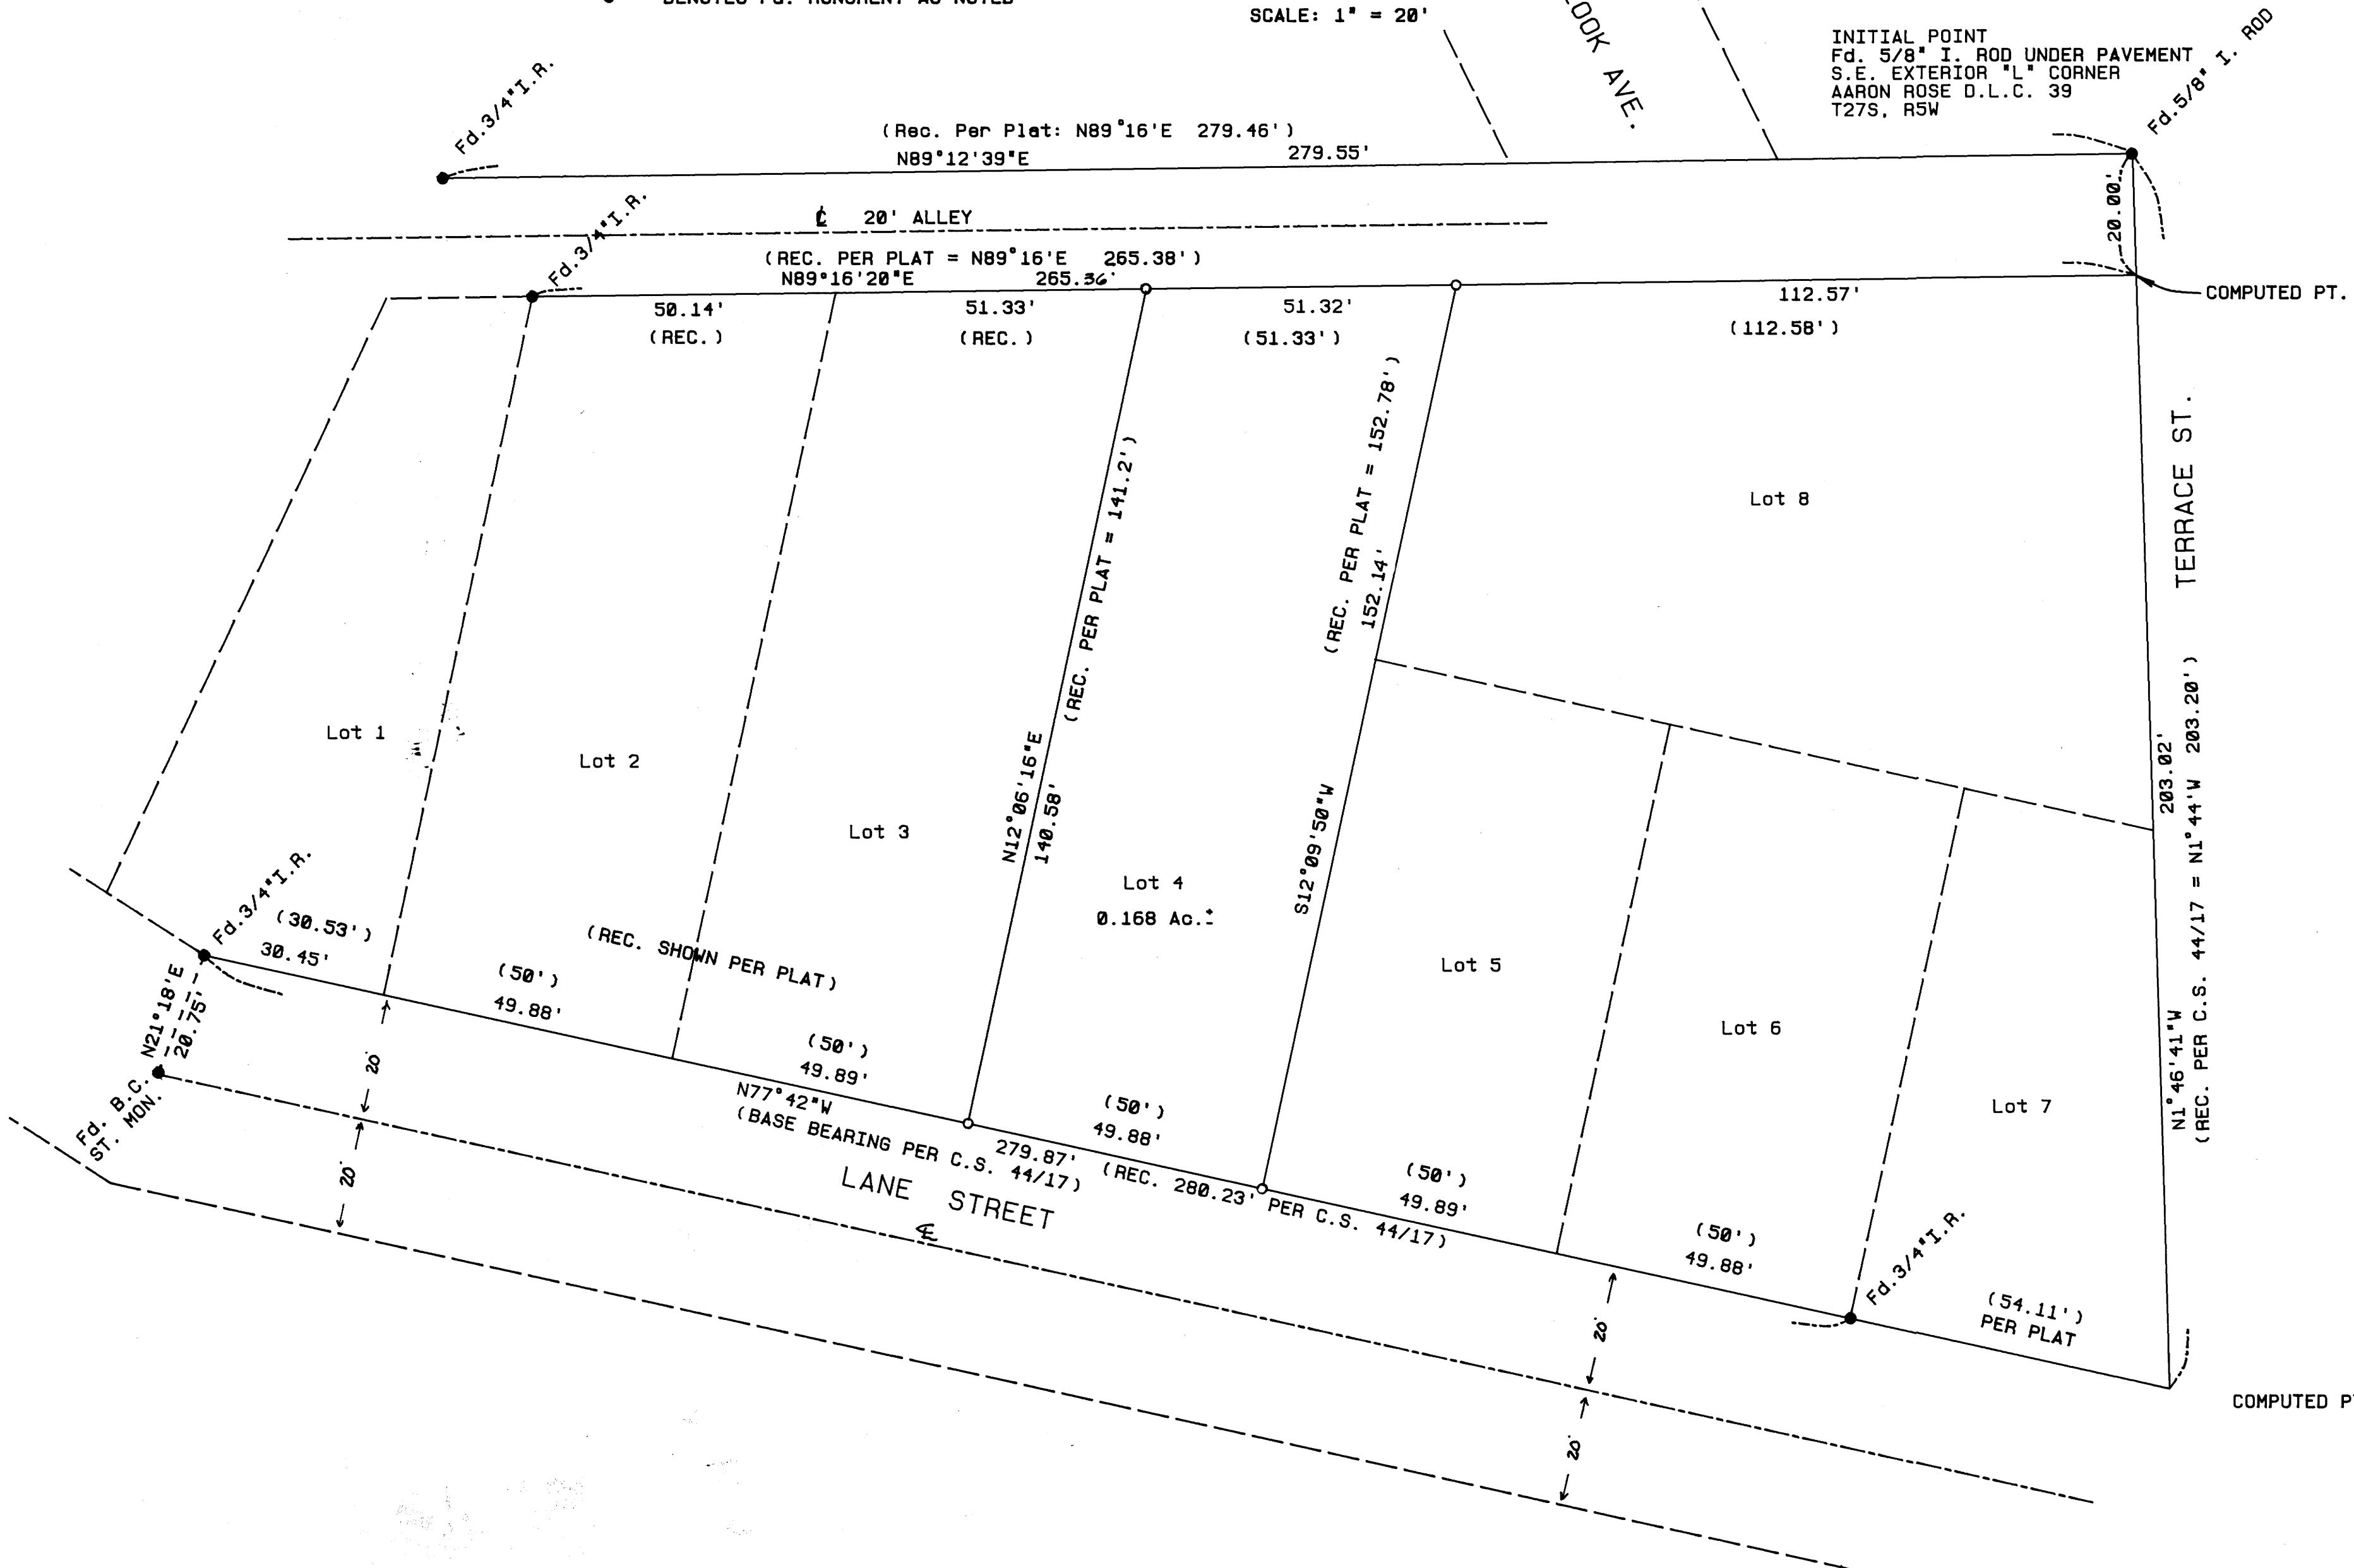 SCALE: 1" = 20'
OOK AVE.
INITIAL POINT
Fd. 5/8" I. ROD UNDER PAVEMENT
S.E. EXTERIOR "L" CORNER
AARON ROSE D.L.C. 39
T27S, R5W
Fd.5/8" I. ROD
Fd.3/4"I.R.
(Rec. Per Plat: N89°16'E 279.46')
N89°12'39"E 279.55'
20.00'
℄ 20' ALLEY
Fd.3/4"I.R.
(REC. PER PLAT = N89°16'E 265.38')
N89°16'20"E 265.36'
COMPUTED PT.
50.14'
(REC.)
51.33'
(REC.)
51.32'
(51.33')
112.57'
(112.58')
(REC. PER PLAT = 141.2')
N12°06'16"E
140.58'
(REC. PER PLAT = 152.78')
152.14'
S12°09'50"W
Lot 8
TERRACE ST.
Lot 1
Lot 2
Lot 3
Lot 4
0.168 Ac.±
Lot 5
Lot 6
Lot 7
203.02'
N1°46'41"W
(REC. PER C.S. 44/17 = N1°44'W 203.20')
Fd.3/4"I.R.
(30.53')
30.45'
(REC. SHOWN PER PLAT)
(50')
49.88'
(50')
49.89'
(50')
49.88'
(50')
49.89'
(50')
49.88'
Fd.3/4"I.R.
(54.11')
PER PLAT
N21°18'E
20.75'
Fd. B.C.
ST. MON.
N77°42"W
(BASE BEARING PER C.S. 44/17)
279.87' (REC. 280.23' PER C.S. 44/17)
LANE STREET
℄
20'
20'
20'
20'
COMPUTED P